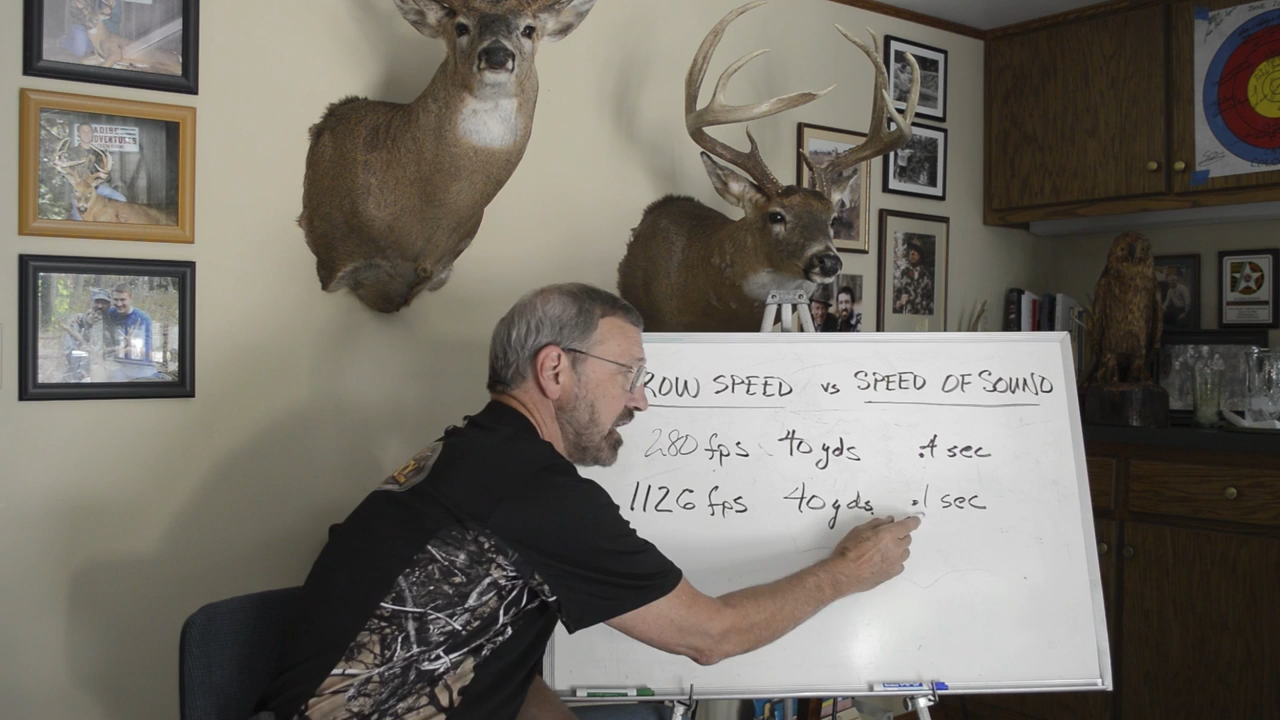 ROW SPEED vs SPEED OF SOUND
280 fps 40 yds .4 sec
1126 fps 40 yds. .1 sec